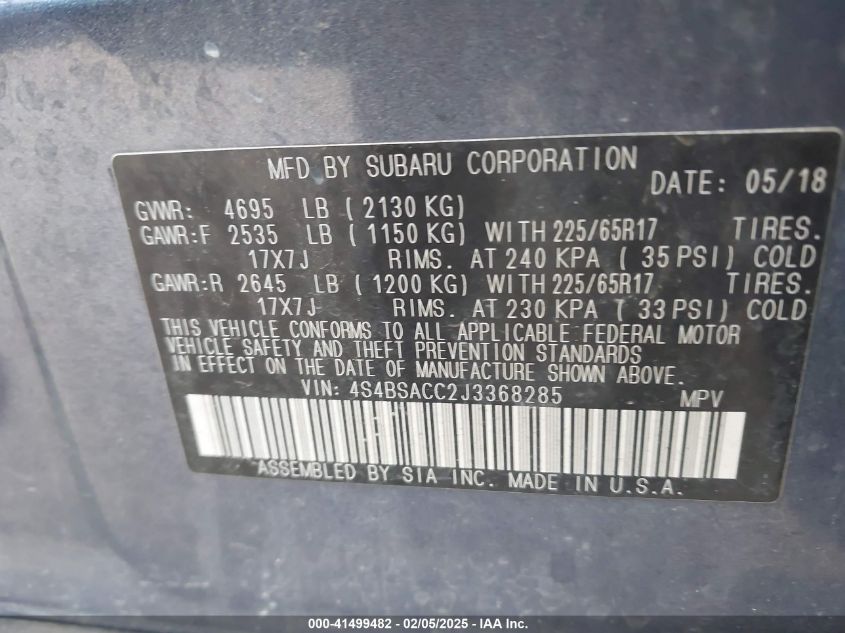 MFD BY SUBARU CORPORATION
DATE: 05/18
GVWR: 4695 LB ( 2130 KG)
GAWR:F 2535 LB ( 1150 KG) WITH 225/65R17 TIRES.
17X7J RIMS. AT 240 KPA ( 35 PSI) COLD
GAWR:R 2645 LB ( 1200 KG) WITH 225/65R17 TIRES.
17X7J RIMS. AT 230 KPA ( 33 PSI) COLD
THIS VEHICLE CONFORMS TO ALL APPLICABLE FEDERAL MOTOR
VEHICLE SAFETY AND THEFT PREVENTION STANDARDS
IN EFFECT ON THE DATE OF MANUFACTURE SHOWN ABOVE.
VIN: 4S4BSACC2J3368285 MPV
ASSEMBLED BY SIA INC. MADE IN U.S.A.
000-41499482 - 02/05/2025 - IAA Inc.